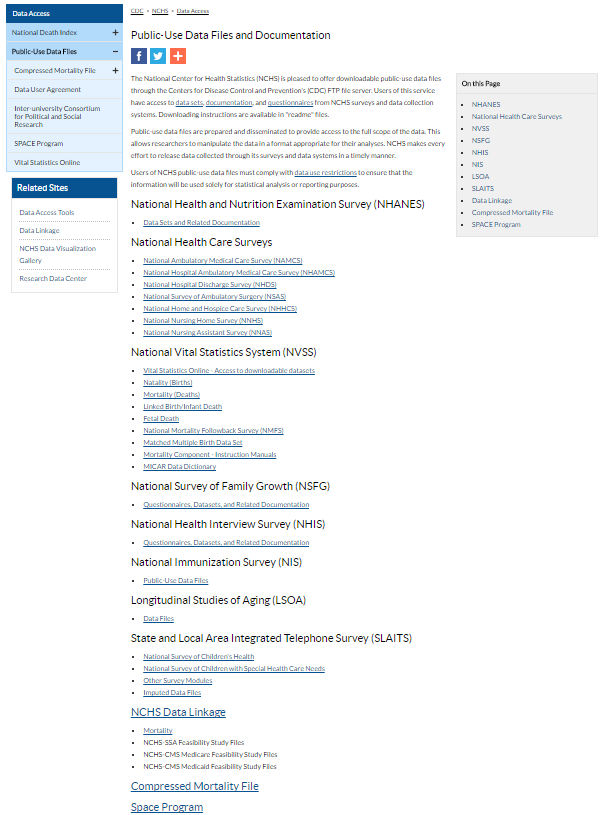 Data Access
National Death Index
Public-Use Data Files
Compressed Mortality File
Data User Agreement
Inter-university Consortium
for Political and Social
Research
SPACE Program
Vital Statistics Online
Related Sites
Data Access Tools
Data Linkage
NCHS Data Visualization
Gallery
Research Data Center
CDC • NCHS • Data Access
Public-Use Data Files and Documentation
The National Center for Health Statistics (NCHS) is pleased to offer downloadable public-use data files
through the Centers for Disease Control and Prevention's (CDC) FTP file server. Users of this service
have access to data sets, documentation, and questionnaires from NCHS surveys and data collection
systems. Downloading instructions are available in "readme" files.
Public-use data files are prepared and disseminated to provide access to the full scope of the data. This
allows researchers to manipulate the data in a format appropriate for their analyses. NCHS makes every
effort to release data collected through its surveys and data systems in a timely manner.
Users of NCHS public-use data files must comply with data use restrictions to ensure that the
information will be used solely for statistical analysis or reporting purposes.
National Health and Nutrition Examination Survey (NHANES)
• Data Sets and Related Documentation
National Health Care Surveys
• National Ambulatory Medical Care Survey (NAMCS)
• National Hospital Ambulatory Medical Care Survey (NHAMCS)
• National Hospital Discharge Survey (NHDS)
• National Survey of Ambulatory Surgery (NSAS)
• National Home and Hospice Care Survey (NHHCS)
• National Nursing Home Survey (NNHS)
• National Nursing Assistant Survey (NNAS)
National Vital Statistics System (NVSS)
• Vital Statistics Online - Access to downloadable datasets
• Natality (Births)
• Mortality (Deaths)
• Linked Birth/Infant Death
• Fetal Death
• National Mortality Followback Survey (NMFS)
• Matched Multiple Birth Data Set
• Mortality Component - Instruction Manuals
• MICAR Data Dictionary
National Survey of Family Growth (NSFG)
• Questionnaires, Datasets, and Related Documentation
National Health Interview Survey (NHIS)
• Questionnaires, Datasets, and Related Documentation
National Immunization Survey (NIS)
• Public-Use Data Files
Longitudinal Studies of Aging (LSOA)
• Data Files
State and Local Area Integrated Telephone Survey (SLAITS)
• National Survey of Children's Health
• National Survey of Children with Special Health Care Needs
• Other Survey Modules
• Imputed Data Files
NCHS Data Linkage
• Mortality
• NCHS-SSA Feasibility Study Files
• NCHS-CMS Medicare Feasibility Study Files
• NCHS-CMS Medicaid Feasibility Study Files
Compressed Mortality File
Space Program
On this Page
• NHANES
• National Health Care Surveys
• NVSS
• NSFG
• NHIS
• NIS
• LSOA
• SLAITS
• Data Linkage
• Compressed Mortality File
• SPACE Program